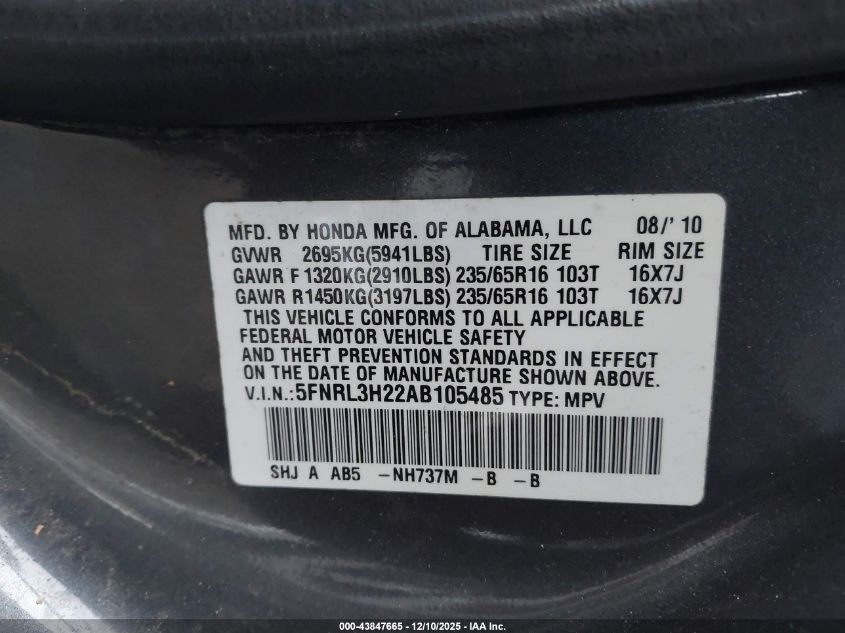 MFD. BY HONDA MFG. OF ALABAMA, LLC 08/'10
GVWR 2695KG(5941LBS) TIRE SIZE RIM SIZE
GAWR F 1320KG(2910LBS) 235/65R16 103T 16X7J
GAWR R1450KG(3197LBS) 235/65R16 103T 16X7J
THIS VEHICLE CONFORMS TO ALL APPLICABLE
FEDERAL MOTOR VEHICLE SAFETY
AND THEFT PREVENTION STANDARDS IN EFFECT
ON THE DATE OF MANUFACTURE SHOWN ABOVE.
V.I.N.:5FNRL3H22AB105485 TYPE: MPV
SHJ A AB5 -NH737M -B -B
000-43847665 - 12/10/2025 - IAA Inc.